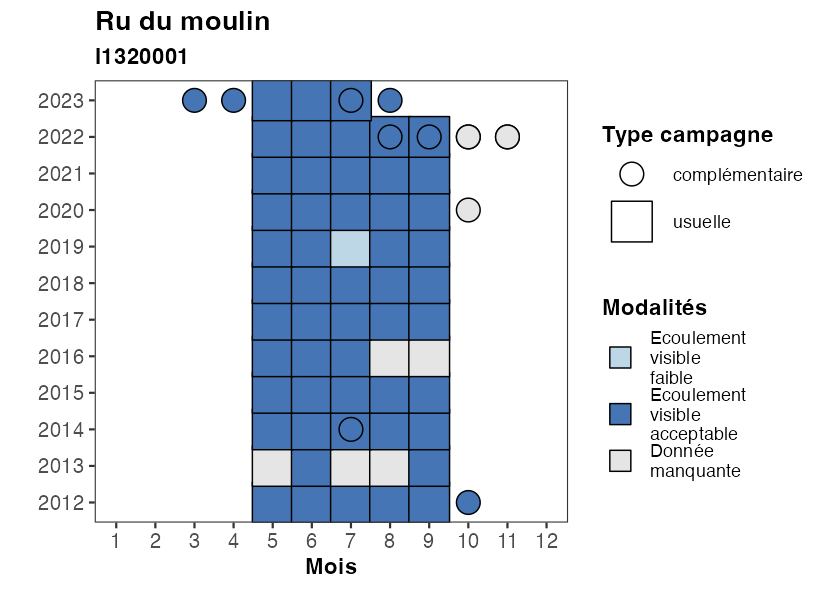 Ru du moulin
I1320001
2023
2022
2021
2020
2019
2018
2017
2016
2015
2014
2013
2012
1 2 3 4 5 6 7 8 9 10 11 12
Mois
Type campagne
complémentaire
usuelle
Modalités
Ecoulement
visible
faible
Ecoulement
visible
acceptable
Donnée
manquante